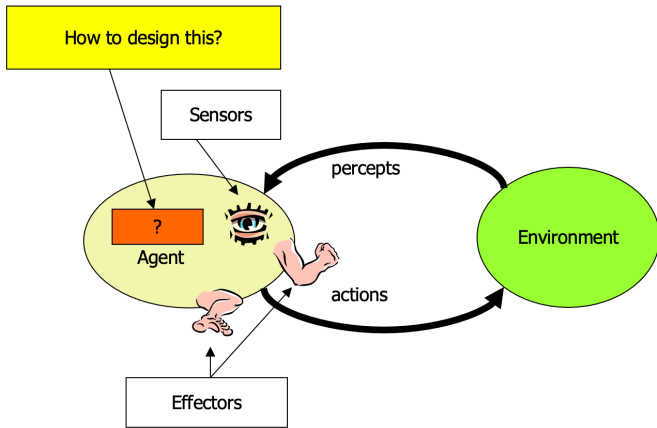 How to design this?
Sensors
percepts
?
Agent
Environment
actions
Effectors